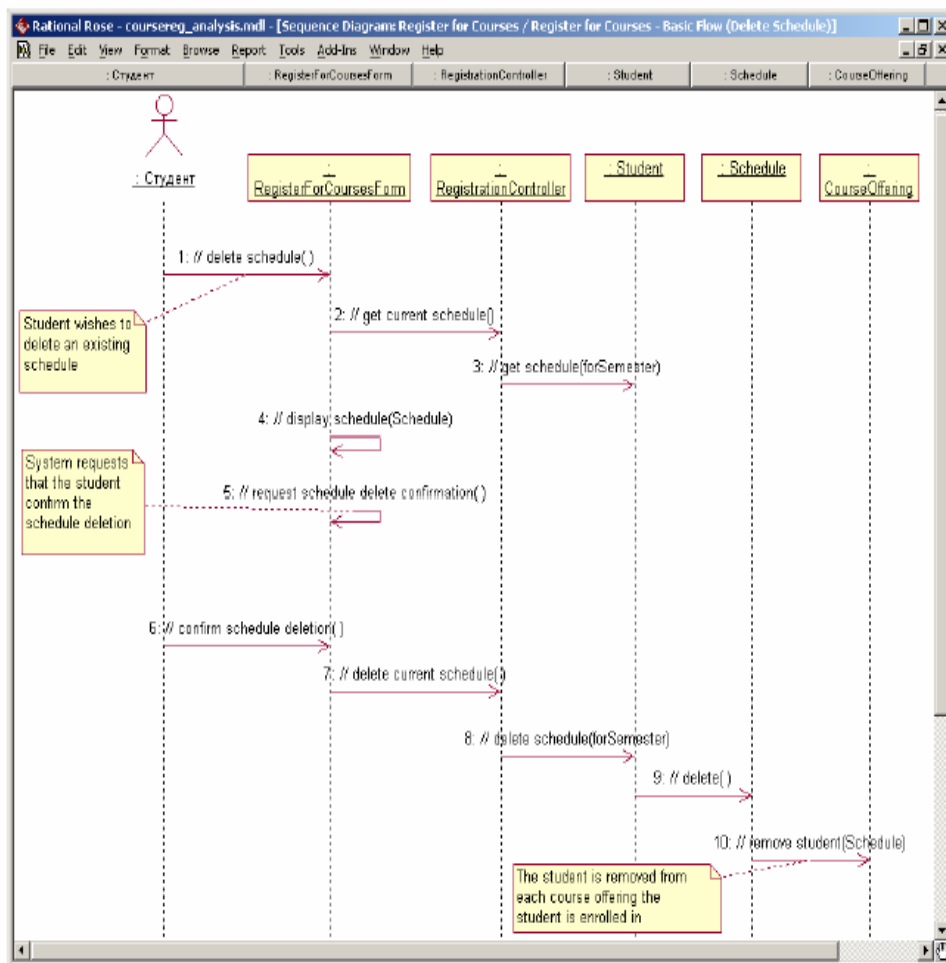 Rational Rose - coursereg_analysis.mdl - [Sequence Diagram: Register for Courses / Register for Courses - Basic Flow (Delete Schedule)]
File Edit View Format Browse Report Tools Add-Ins Window Help
: Студент : RegisterForCoursesForm : RegistrationController : Student : Schedule : CourseOffering
: Студент
:
RegisterForCoursesForm
:
RegistrationController
: Student
: Schedule
:
CourseOffering
1: // delete schedule( )
Student wishes to
delete an existing
schedule
2: // get current schedule()
3: // get schedule(forSemester)
4: // display schedule(Schedule)
System requests
that the student
confirm the
schedule deletion
5: // request schedule delete confirmation( )
6: // confirm schedule deletion( )
7: // delete current schedule( )
8: // delete schedule(forSemester)
9: // delete( )
10: // remove student(Schedule)
The student is removed from
each course offering the
student is enrolled in